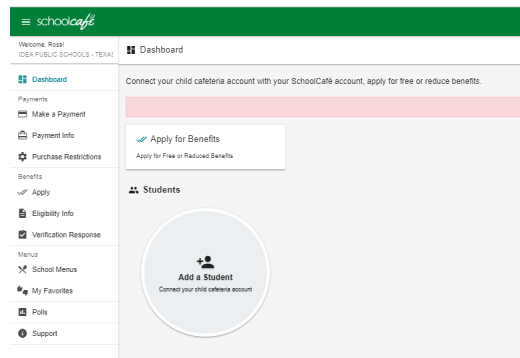 schoolcafé
Welcome, Rosa!
IDEA PUBLIC SCHOOLS - TEXAS
Dashboard
Payments
Make a Payment
Payment Info
Purchase Restrictions
Benefits
Apply
Eligibility Info
Verification Response
Menus
School Menus
My Favorites
Polls
Support
Dashboard
Connect your child cafeteria account with your SchoolCafé account, apply for free or reduce benefits.
Apply for Benefits
Apply for Free or Reduced Benefits
Students
Add a Student
Connect your child cafeteria account